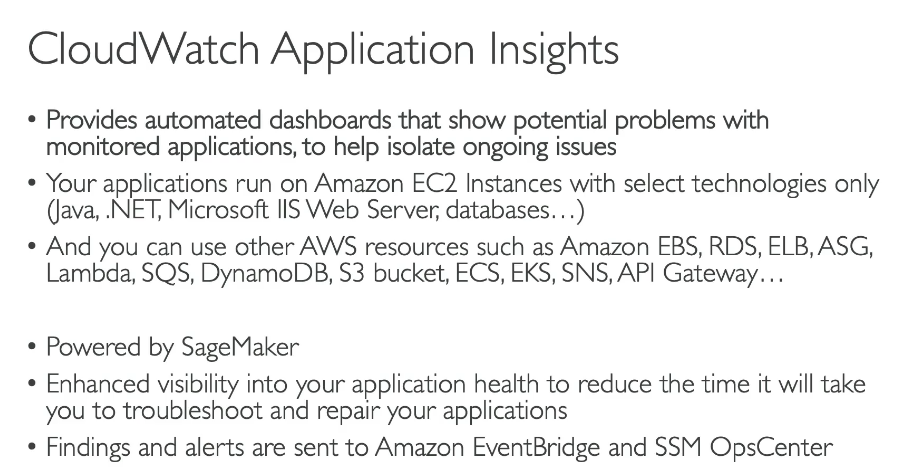 CloudWatch Application Insights
• Provides automated dashboards that show potential problems with
monitored applications, to help isolate ongoing issues
• Your applications run on Amazon EC2 Instances with select technologies only
(Java, .NET, Microsoft IIS Web Server, databases…)
• And you can use other AWS resources such as Amazon EBS, RDS, ELB, ASG,
Lambda, SQS, DynamoDB, S3 bucket, ECS, EKS, SNS, API Gateway…
• Powered by SageMaker
• Enhanced visibility into your application health to reduce the time it will take
you to troubleshoot and repair your applications
• Findings and alerts are sent to Amazon EventBridge and SSM OpsCenter